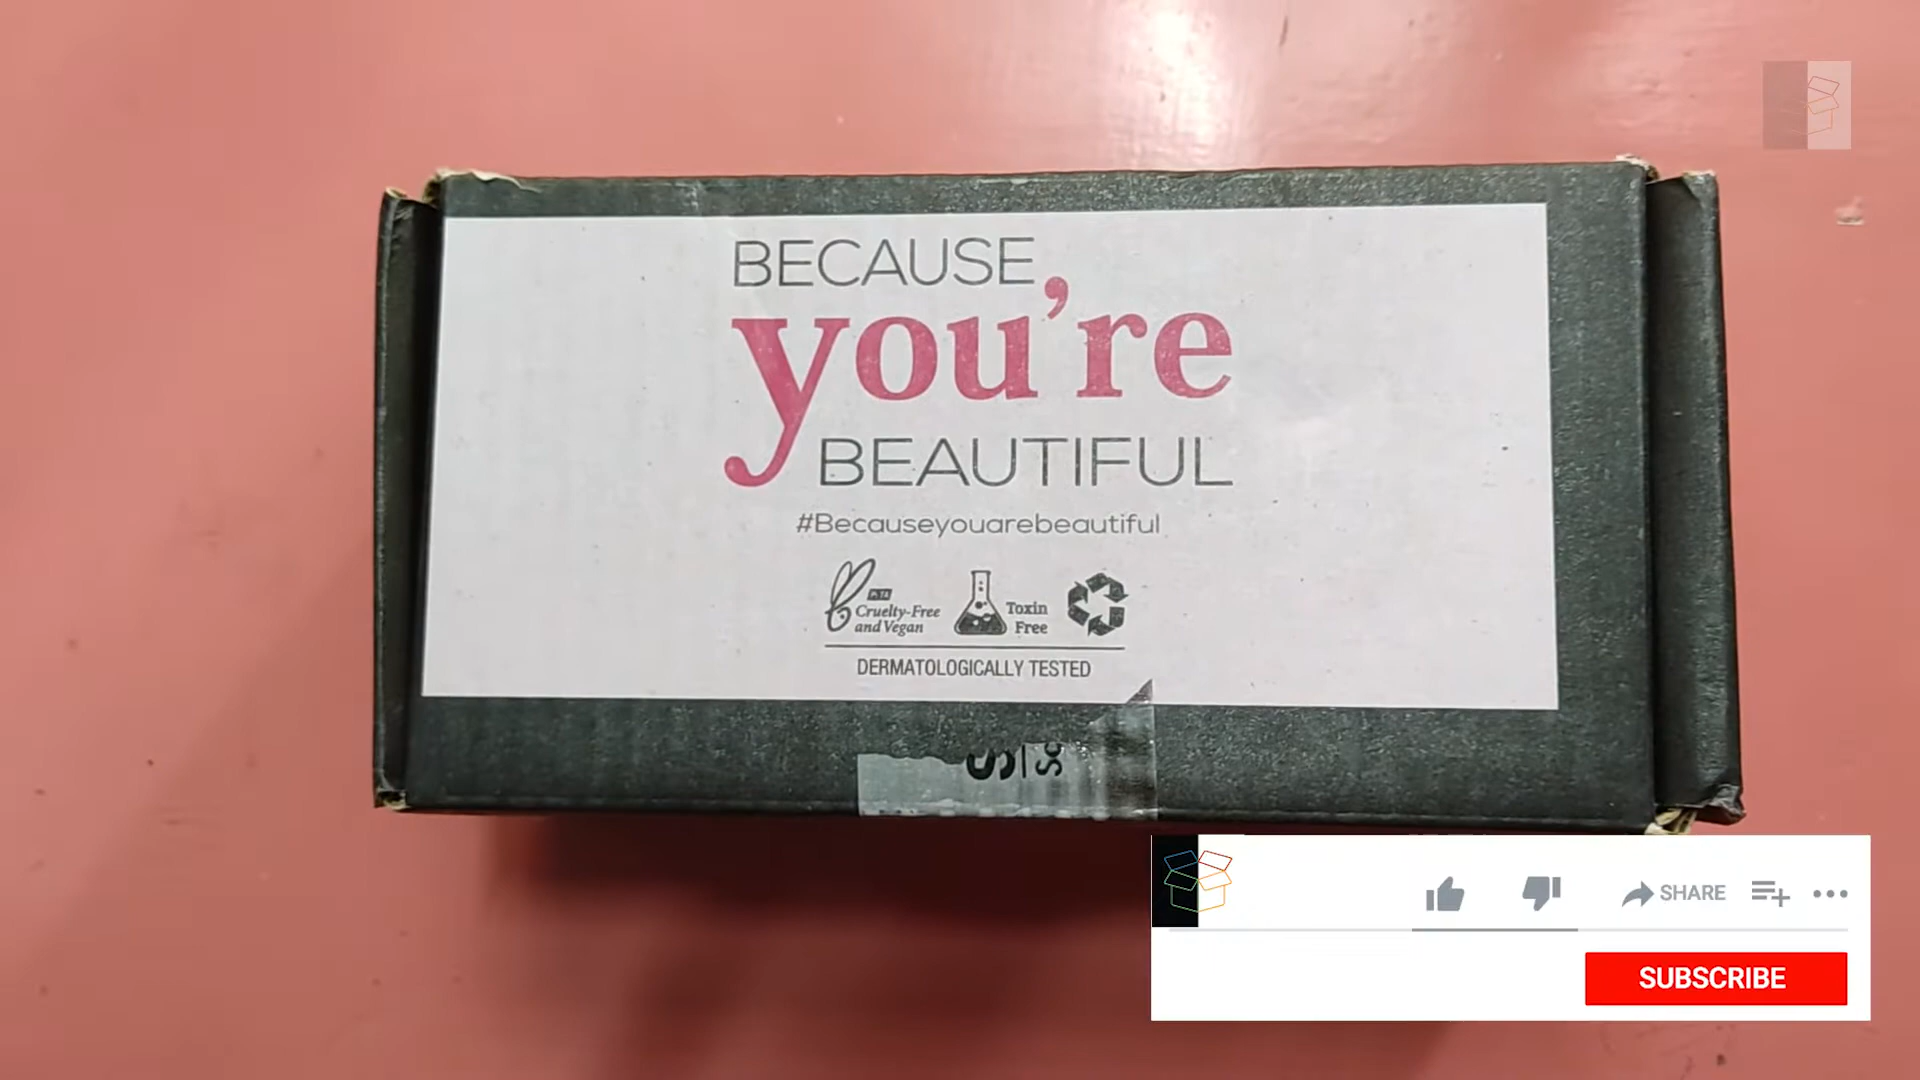 BECAUSE
you're
BEAUTIFUL
#Becauseyouarebeautiful
PETA
Cruelty-Free
and Vegan
Toxin
Free
DERMATOLOGICALLY TESTED
SHARE
SUBSCRIBE